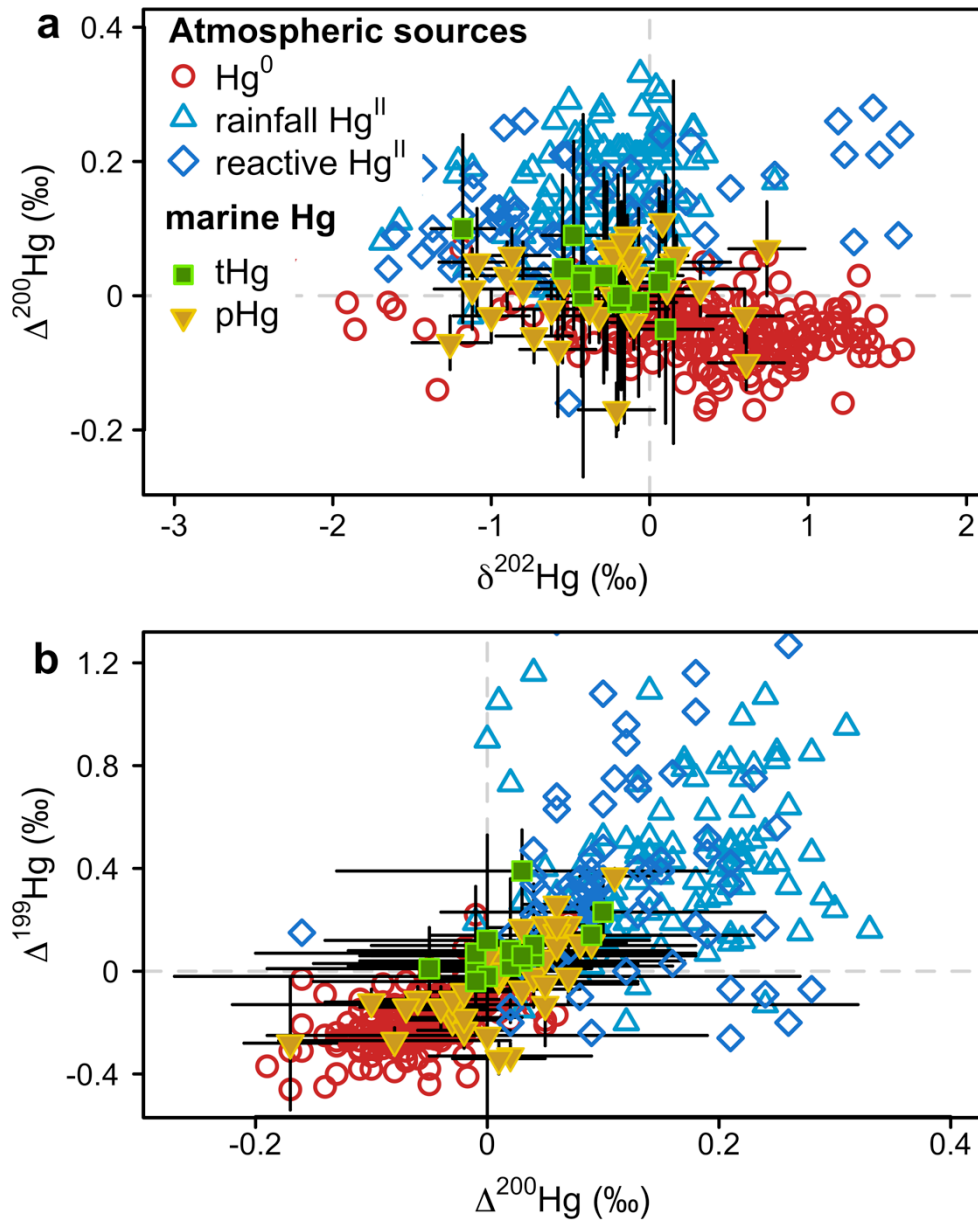 a
Atmospheric sources
Hg⁰
rainfall Hgᴵᴵ
reactive Hgᴵᴵ
marine Hg
tHg
pHg
0.4
0.2
0
-0.2
Δ²⁰⁰Hg (‰)
-3
-1
0
1
2
δ²⁰²Hg (‰)
b
1.2
0.8
0.4
0
-0.4
Δ¹⁹⁹Hg (‰)
-0.2
0
0.2
0.4
Δ²⁰⁰Hg (‰)